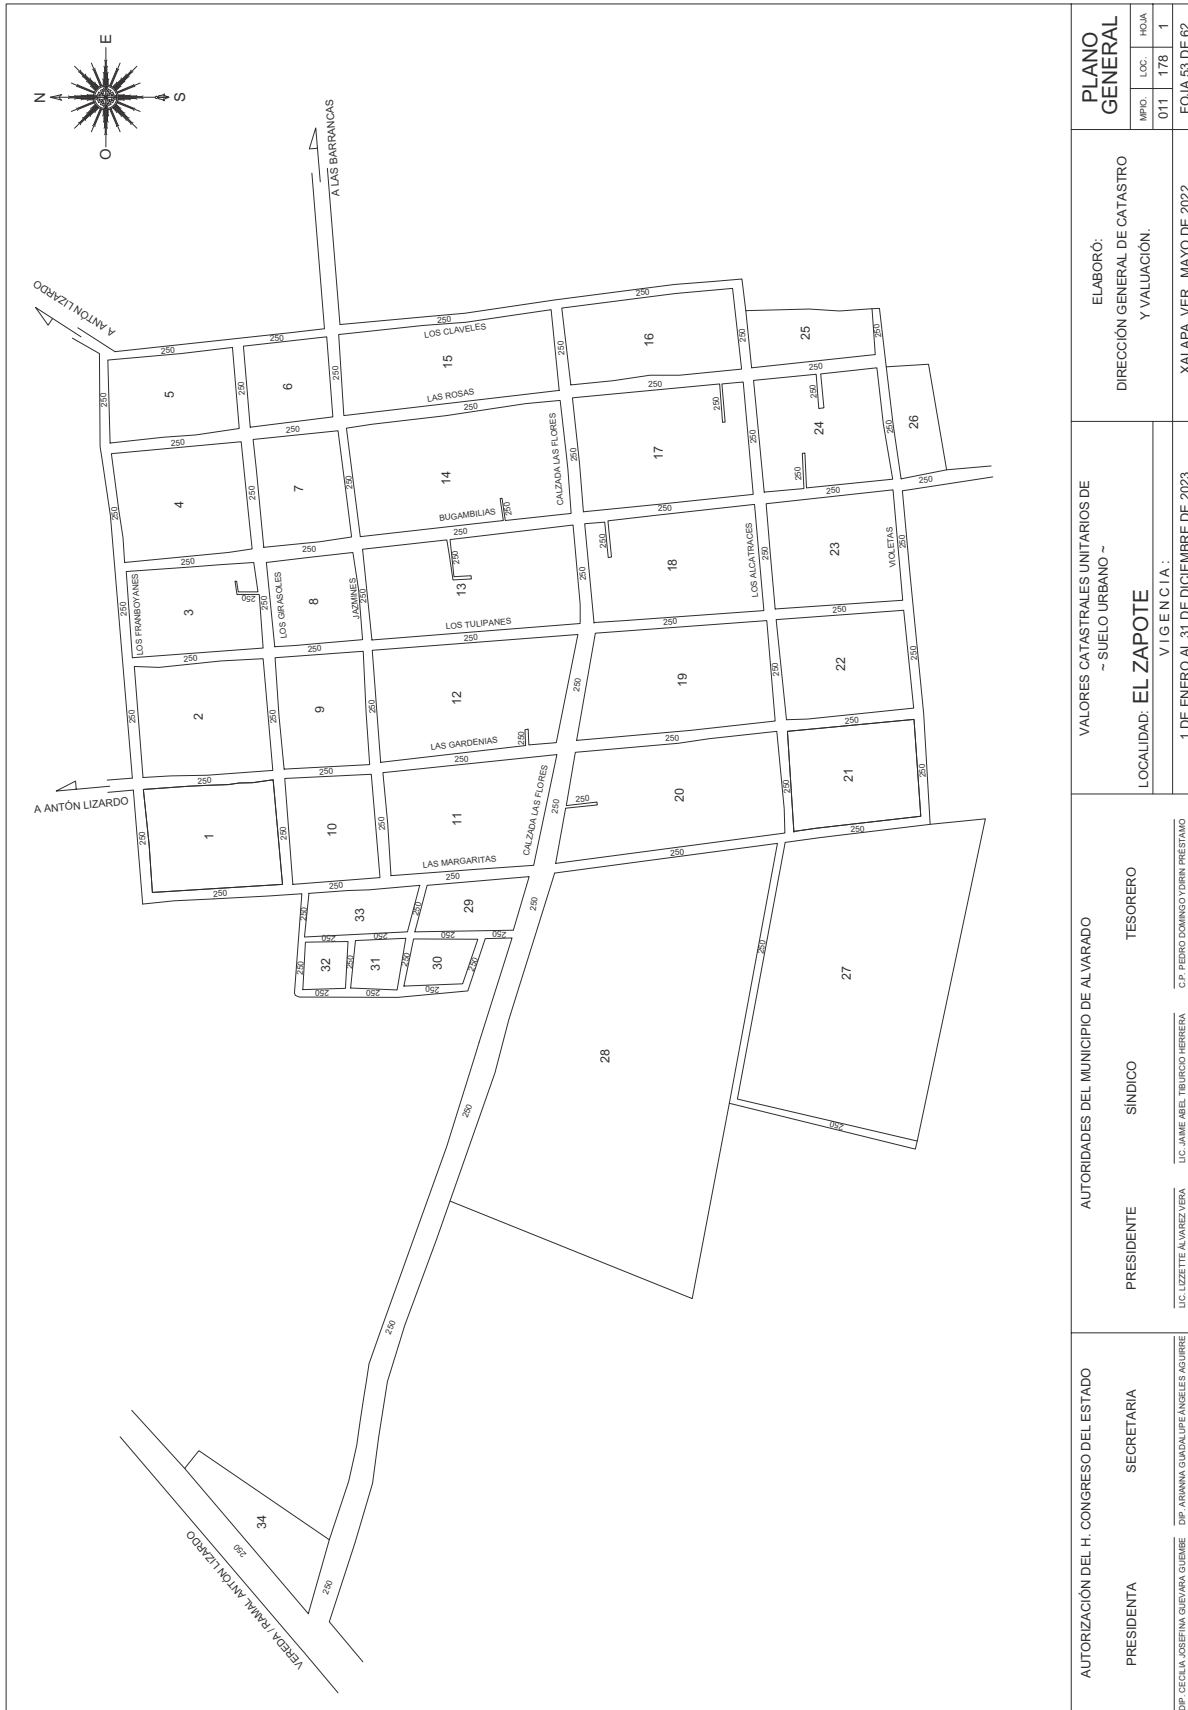 N
E
S
O
A ANTÓN LIZARDO
A ANTÓN LIZARDO
A LAS BARRANCAS
VEREDA / RAMAL ANTÓN LIZARDO
LOS FRANBOYANES
LOS GIRASOLES
JAZMINES
BUGAMBILIAS
LOS TULIPANES
LAS GARDENIAS
LAS MARGARITAS
LAS ROSAS
LOS CLAVELES
CALZADA LAS FLORES
CALZADA LAS FLORES
LOS ALCATRACES
VIOLETAS
1
2
3
4
5
6
7
8
9
10
11
12
13
14
15
16
17
18
19
20
21
22
23
24
25
26
27
28
29
30
31
32
33
34
250
AUTORIZACIÓN DEL H. CONGRESO DEL ESTADO
PRESIDENTA
SECRETARIA
DIP. CECILIA JOSEFINA GUEVARA GUEMBE
DIP. ARIANNA GUADALUPE ÁNGELES AGUIRRE
AUTORIDADES DEL MUNICIPIO DE ALVARADO
PRESIDENTE
SÍNDICO
TESORERO
LIC. LIZZETTE ÁLVAREZ VERA
LIC. JAIME ABEL TIBURCIO HERRERA
C.P. PEDRO DOMINGO YDIRIN PRÉSTAMO
VALORES CATASTRALES UNITARIOS DE
~ SUELO URBANO ~
LOCALIDAD: EL ZAPOTE
VIGENCIA:
1 DE ENERO AL 31 DE DICIEMBRE DE 2023
ELABORÓ:
DIRECCIÓN GENERAL DE CATASTRO
Y VALUACIÓN.
XALAPA, VER., MAYO DE 2022
PLANO
GENERAL
MPIO. LOC. HOJA
011 178 1
FOJA 53 DE 62